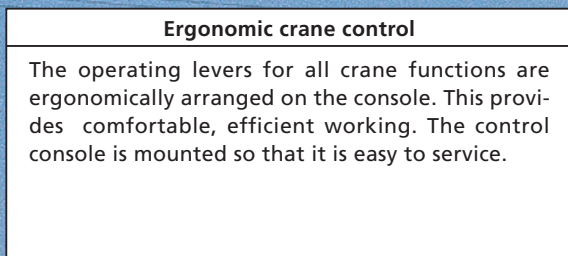 Ergonomic crane control
The operating levers for all crane functions are
ergonomically arranged on the console. This provi-
des comfortable, efficient working. The control
console is mounted so that it is easy to service.